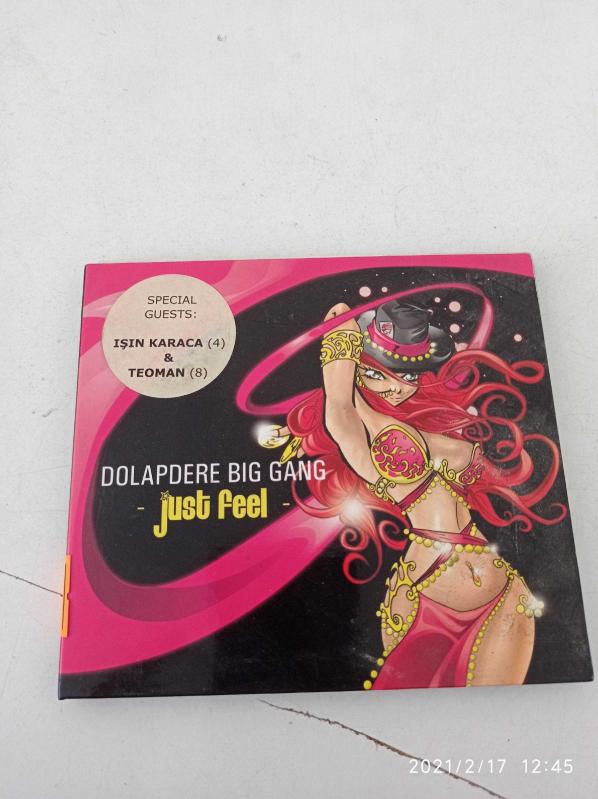 SPECIAL
GUESTS:
IŞIN KARACA (4)
&
TEOMAN (8)
DOLAPDERE BIG GANG
- just feel -
2021/2/17 12:45